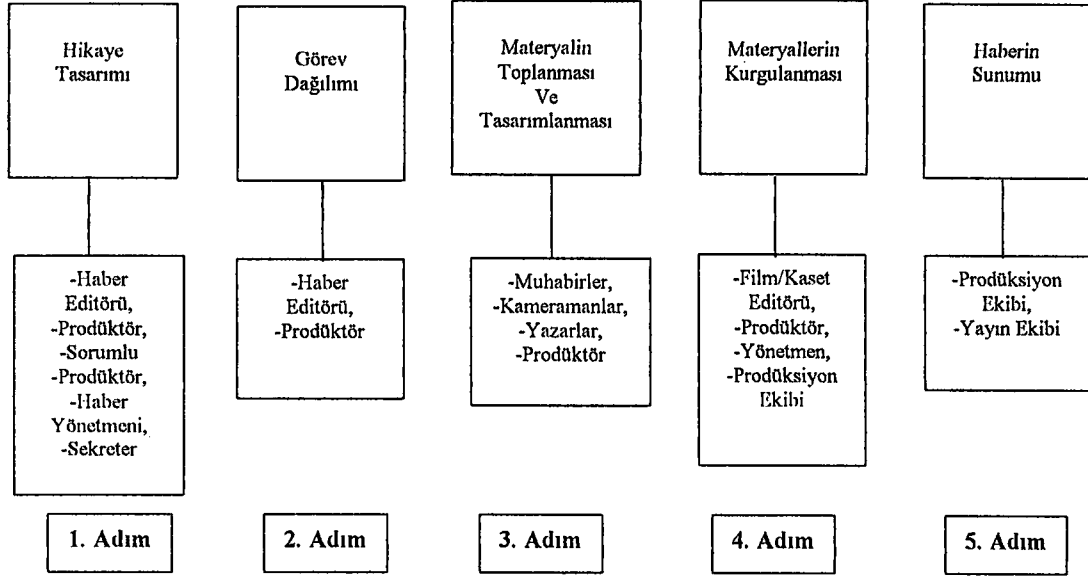 Hikaye
Tasarımı
Görev
Dağılımı
Materyalin
Toplanması
Ve
Tasarımlanması
Materyallerin
Kurgulanması
Haberin
Sunumu
-Haber
Editörü,
-Prodüktör,
-Sorumlu
-Prodüktör,
-Haber
Yönetmeni,
-Sekreter
-Haber
Editörü,
-Prodüktör
-Muhabirler,
-Kameramanlar,
-Yazarlar,
-Prodüktör
-Film/Kaset
Editörü,
-Prodüktör,
-Yönetmen,
-Prodüksiyon
Ekibi
-Prodüksiyon
Ekibi,
-Yayın Ekibi
1. Adım
2. Adım
3. Adım
4. Adım
5. Adım